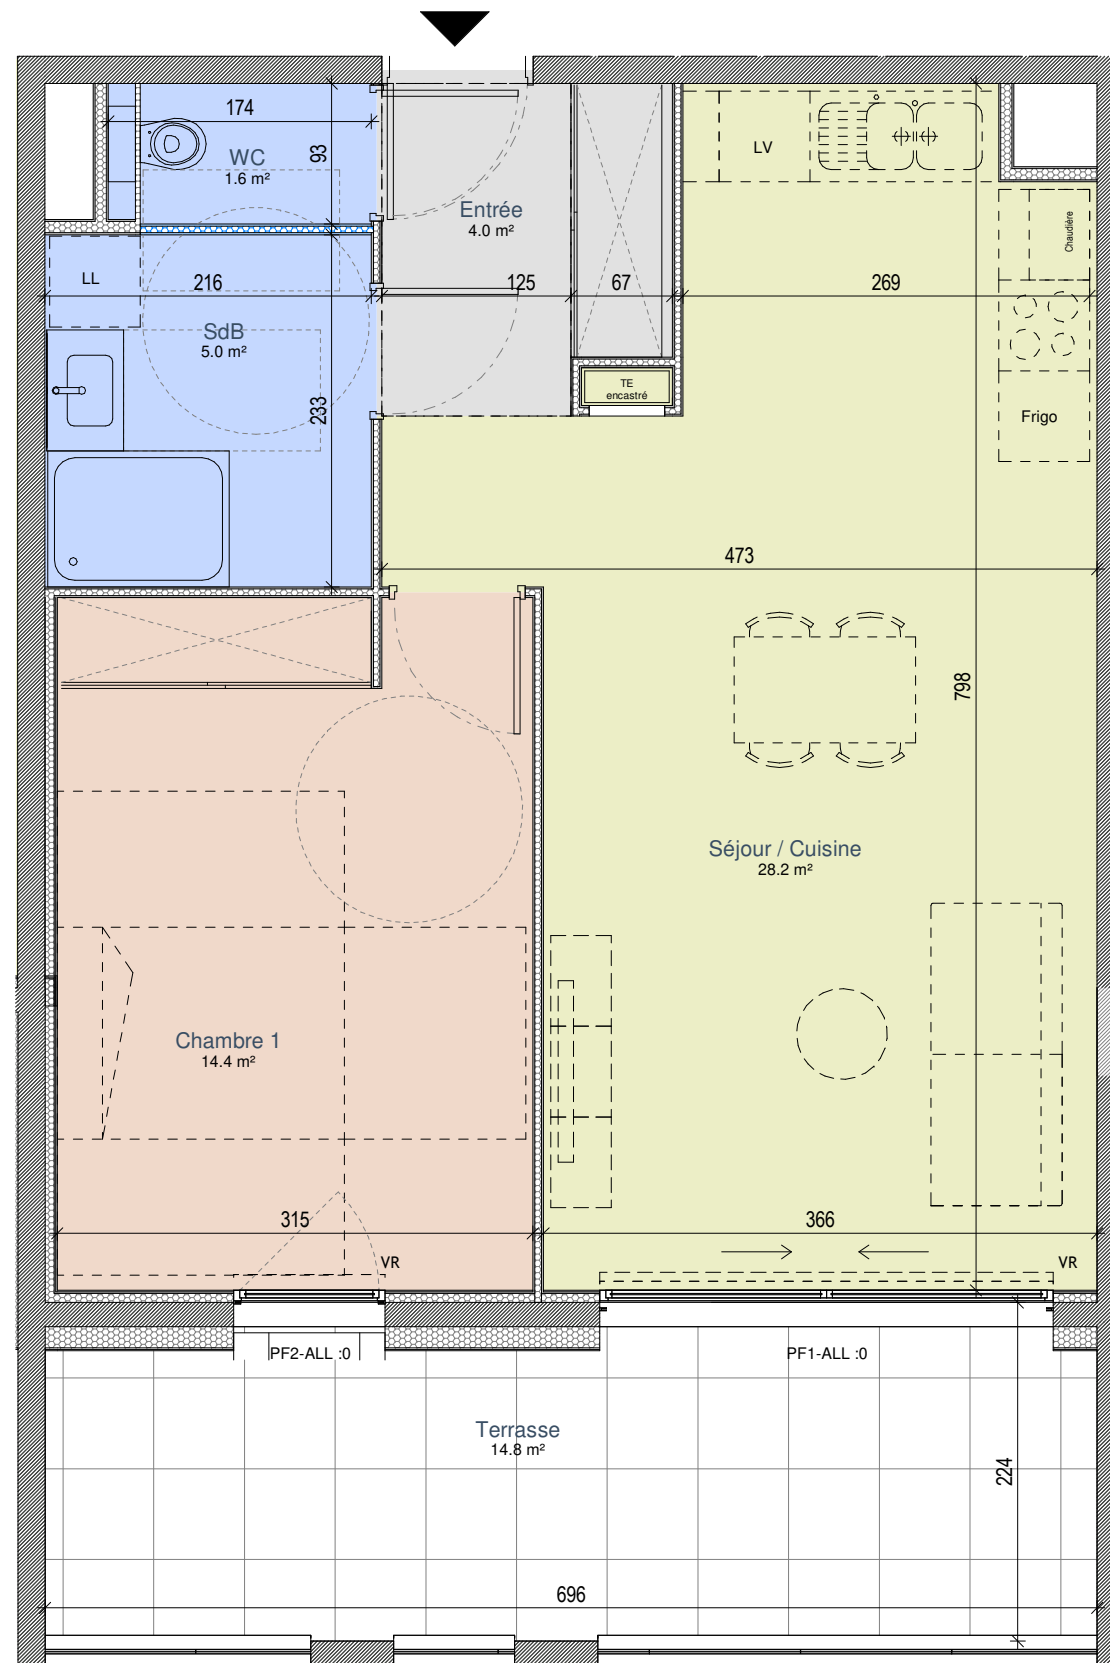 174
WC
1.6 m²
93
LV
Entrée
4.0 m²
Chaudière
LL
216
125
67
269
SdB
5.0 m²
TE
encastré
Frigo
233
473
798
Séjour / Cuisine
28.2 m²
Chambre 1
14.4 m²
315
366
VR
VR
PF2-ALL :0
PF1-ALL :0
Terrasse
14.8 m²
224
696